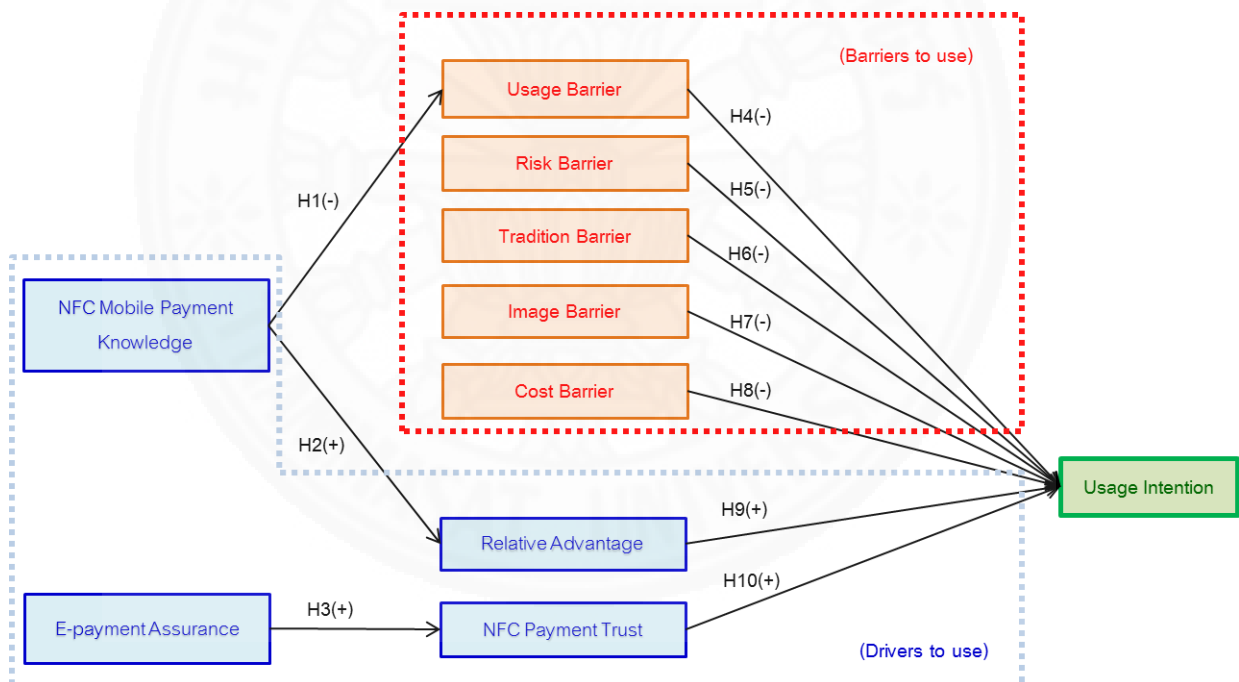 (Barriers to use)
Usage Barrier
H4(-)
Risk Barrier
H5(-)
H1(-)
Tradition Barrier
H6(-)
NFC Mobile Payment
Knowledge
Image Barrier
H7(-)
Cost Barrier
H8(-)
H2(+)
Usage Intention
Relative Advantage
H9(+)
H10(+)
E-payment Assurance
H3(+)
NFC Payment Trust
(Drivers to use)